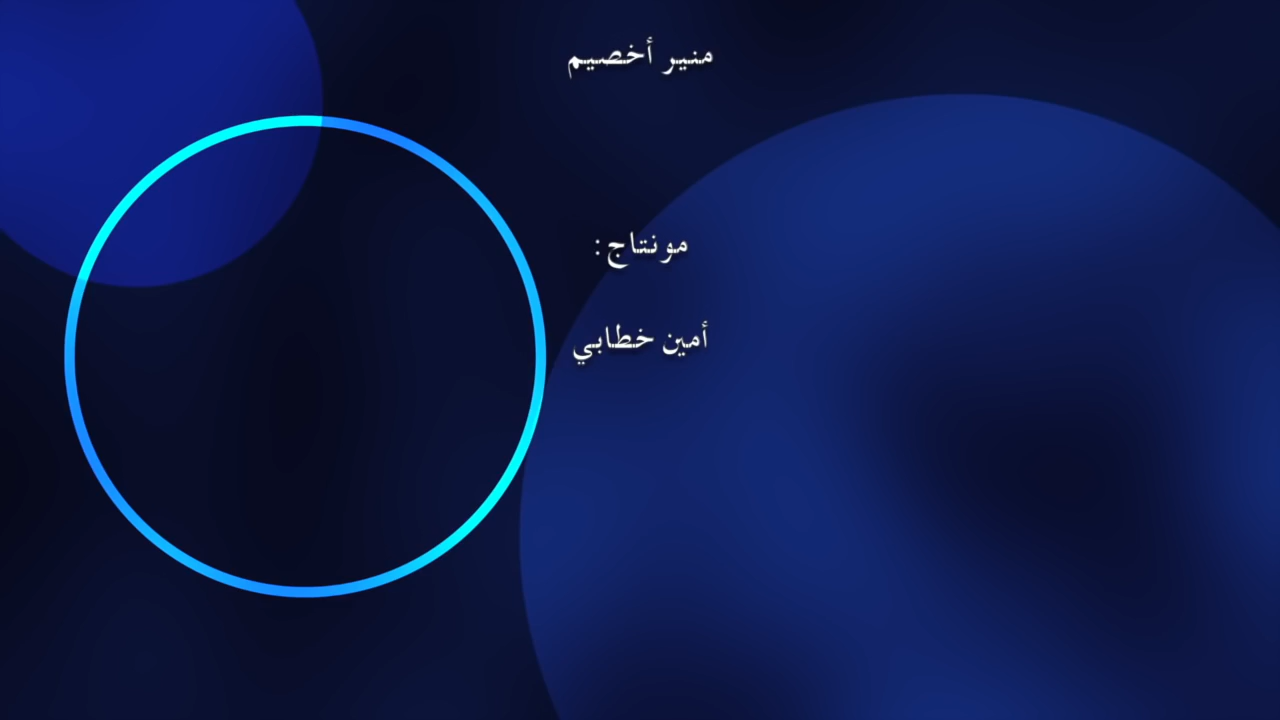 منير أخصيم
مونتاج :
أمين خطابي